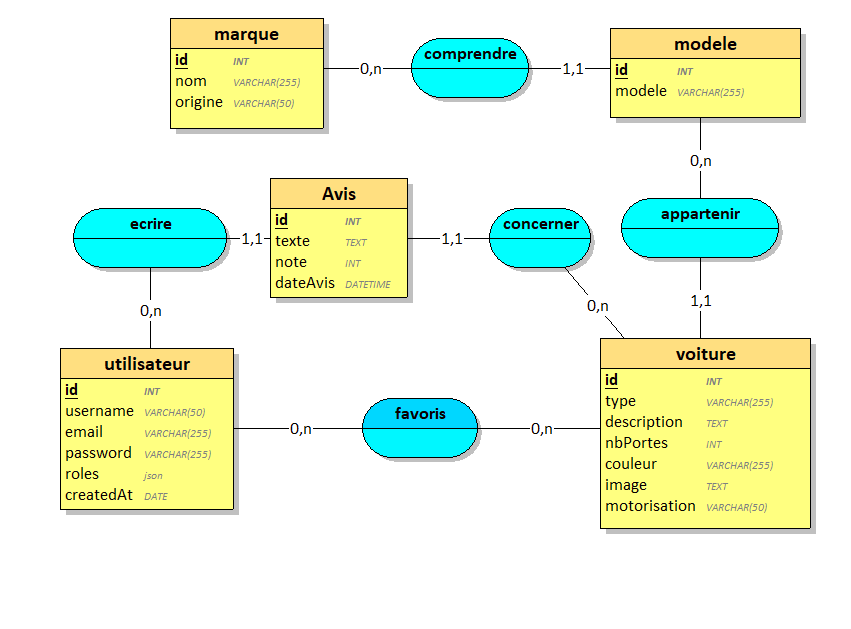 marque
id INT
nom VARCHAR(255)
origine VARCHAR(50)
0,n
comprendre
1,1
modele
id INT
modele VARCHAR(255)
0,n
appartenir
1,1
ecrire
1,1
Avis
id INT
texte TEXT
note INT
dateAvis DATETIME
1,1
concerner
0,n
0,n
utilisateur
id INT
username VARCHAR(50)
email VARCHAR(255)
password VARCHAR(255)
roles json
createdAt DATE
0,n
favoris
0,n
voiture
id INT
type VARCHAR(255)
description TEXT
nbPortes INT
couleur VARCHAR(255)
image TEXT
motorisation VARCHAR(50)